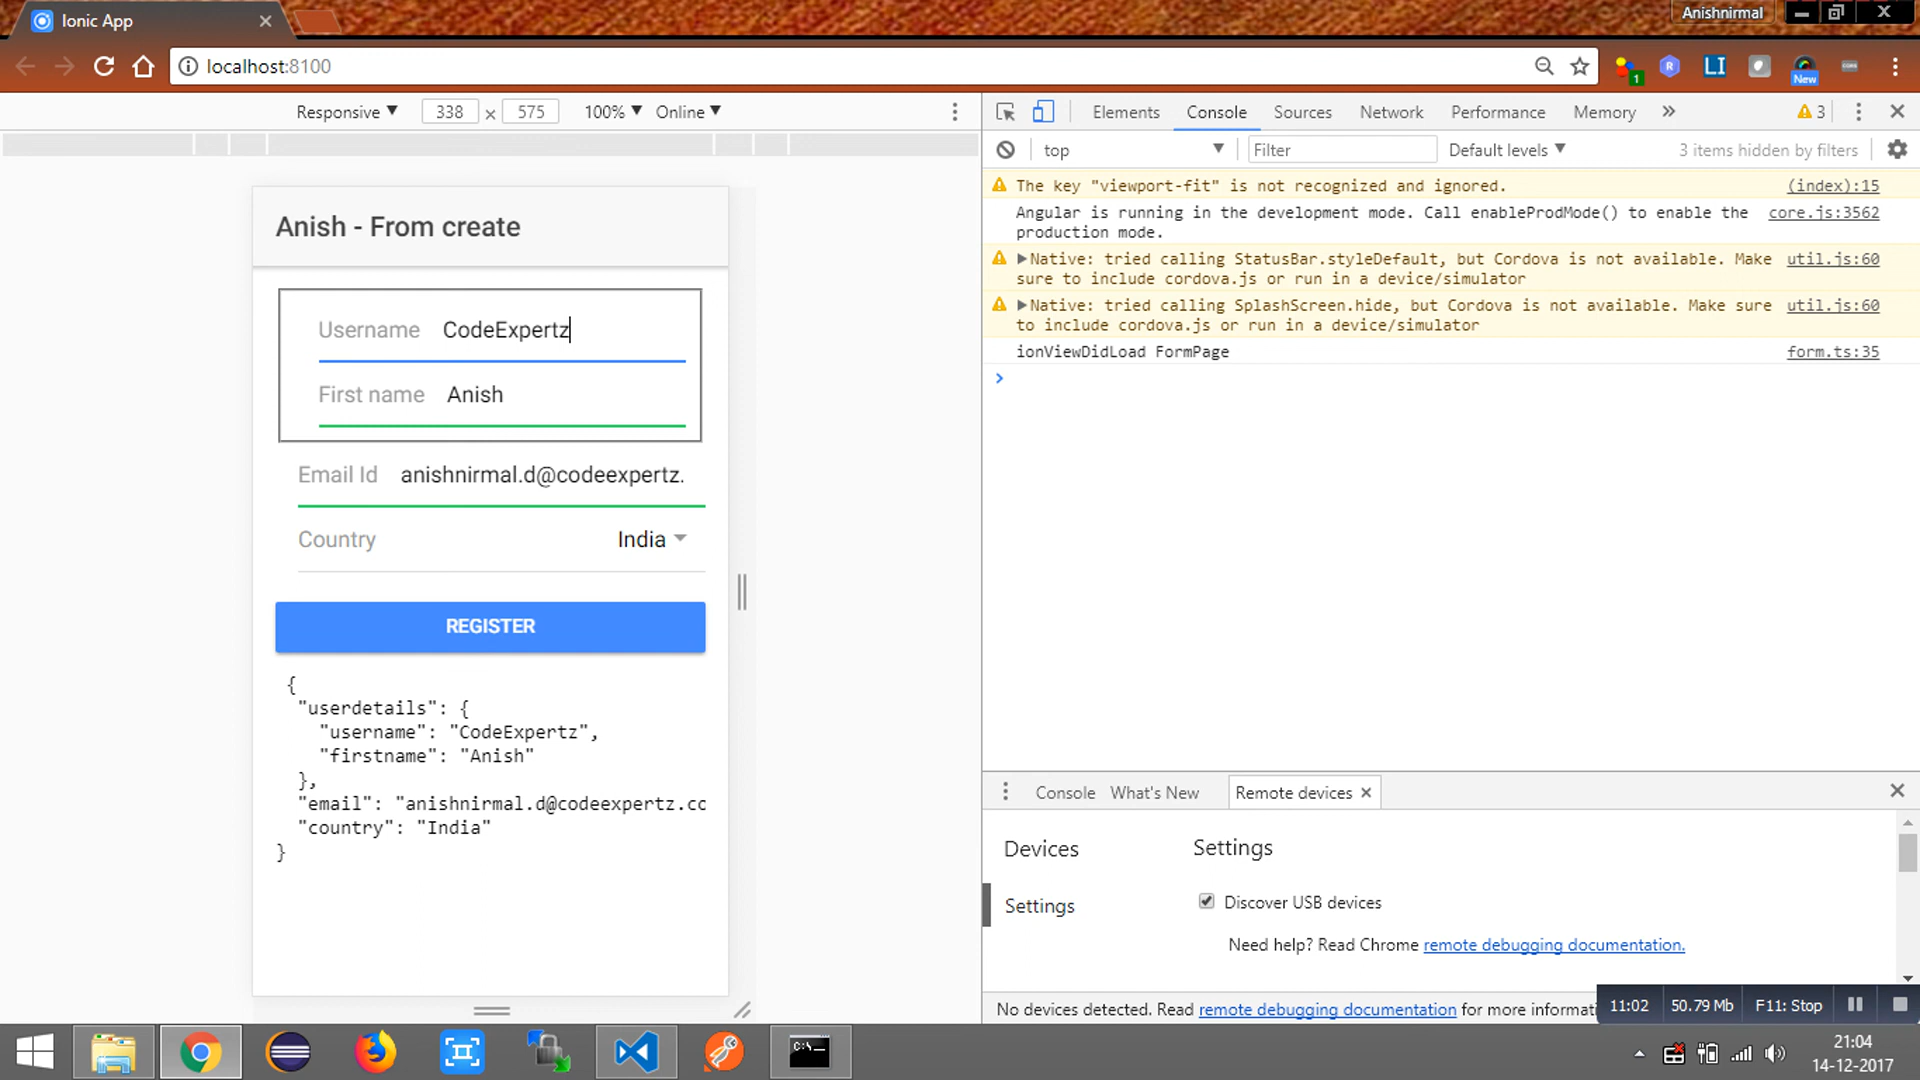 Ionic App
Anishnirmal
localhost:8100
1
LI
New
Responsive
338
×
575
100%
Online
Elements
Console
Sources
Network
Performance
Memory
»
3
top
Filter
Default levels
3 items hidden by filters
Anish - From create
Username
CodeExpertz
First name
Anish
Email Id
anishnirmal.d@codeexpertz.
Country
India
REGISTER
{
"userdetails": {
"username": "CodeExpertz",
"firstname": "Anish"
},
"email": "anishnirmal.d@codeexpertz.cc
"country": "India"
}
The key "viewport-fit" is not recognized and ignored.
(index):15
Angular is running in the development mode. Call enableProdMode() to enable the
production mode.
core.js:3562
Native: tried calling StatusBar.styleDefault, but Cordova is not available. Make
sure to include cordova.js or run in a device/simulator
util.js:60
Native: tried calling SplashScreen.hide, but Cordova is not available. Make sure
to include cordova.js or run in a device/simulator
util.js:60
ionViewDidLoad FormPage
form.ts:35
Console
What's New
Remote devices
Devices
Settings
Settings
Discover USB devices
Need help? Read Chrome remote debugging documentation.
No devices detected. Read remote debugging documentation for more informati
11:02
50.79 Mb
F11: Stop
C:\_
21:04
14-12-2017